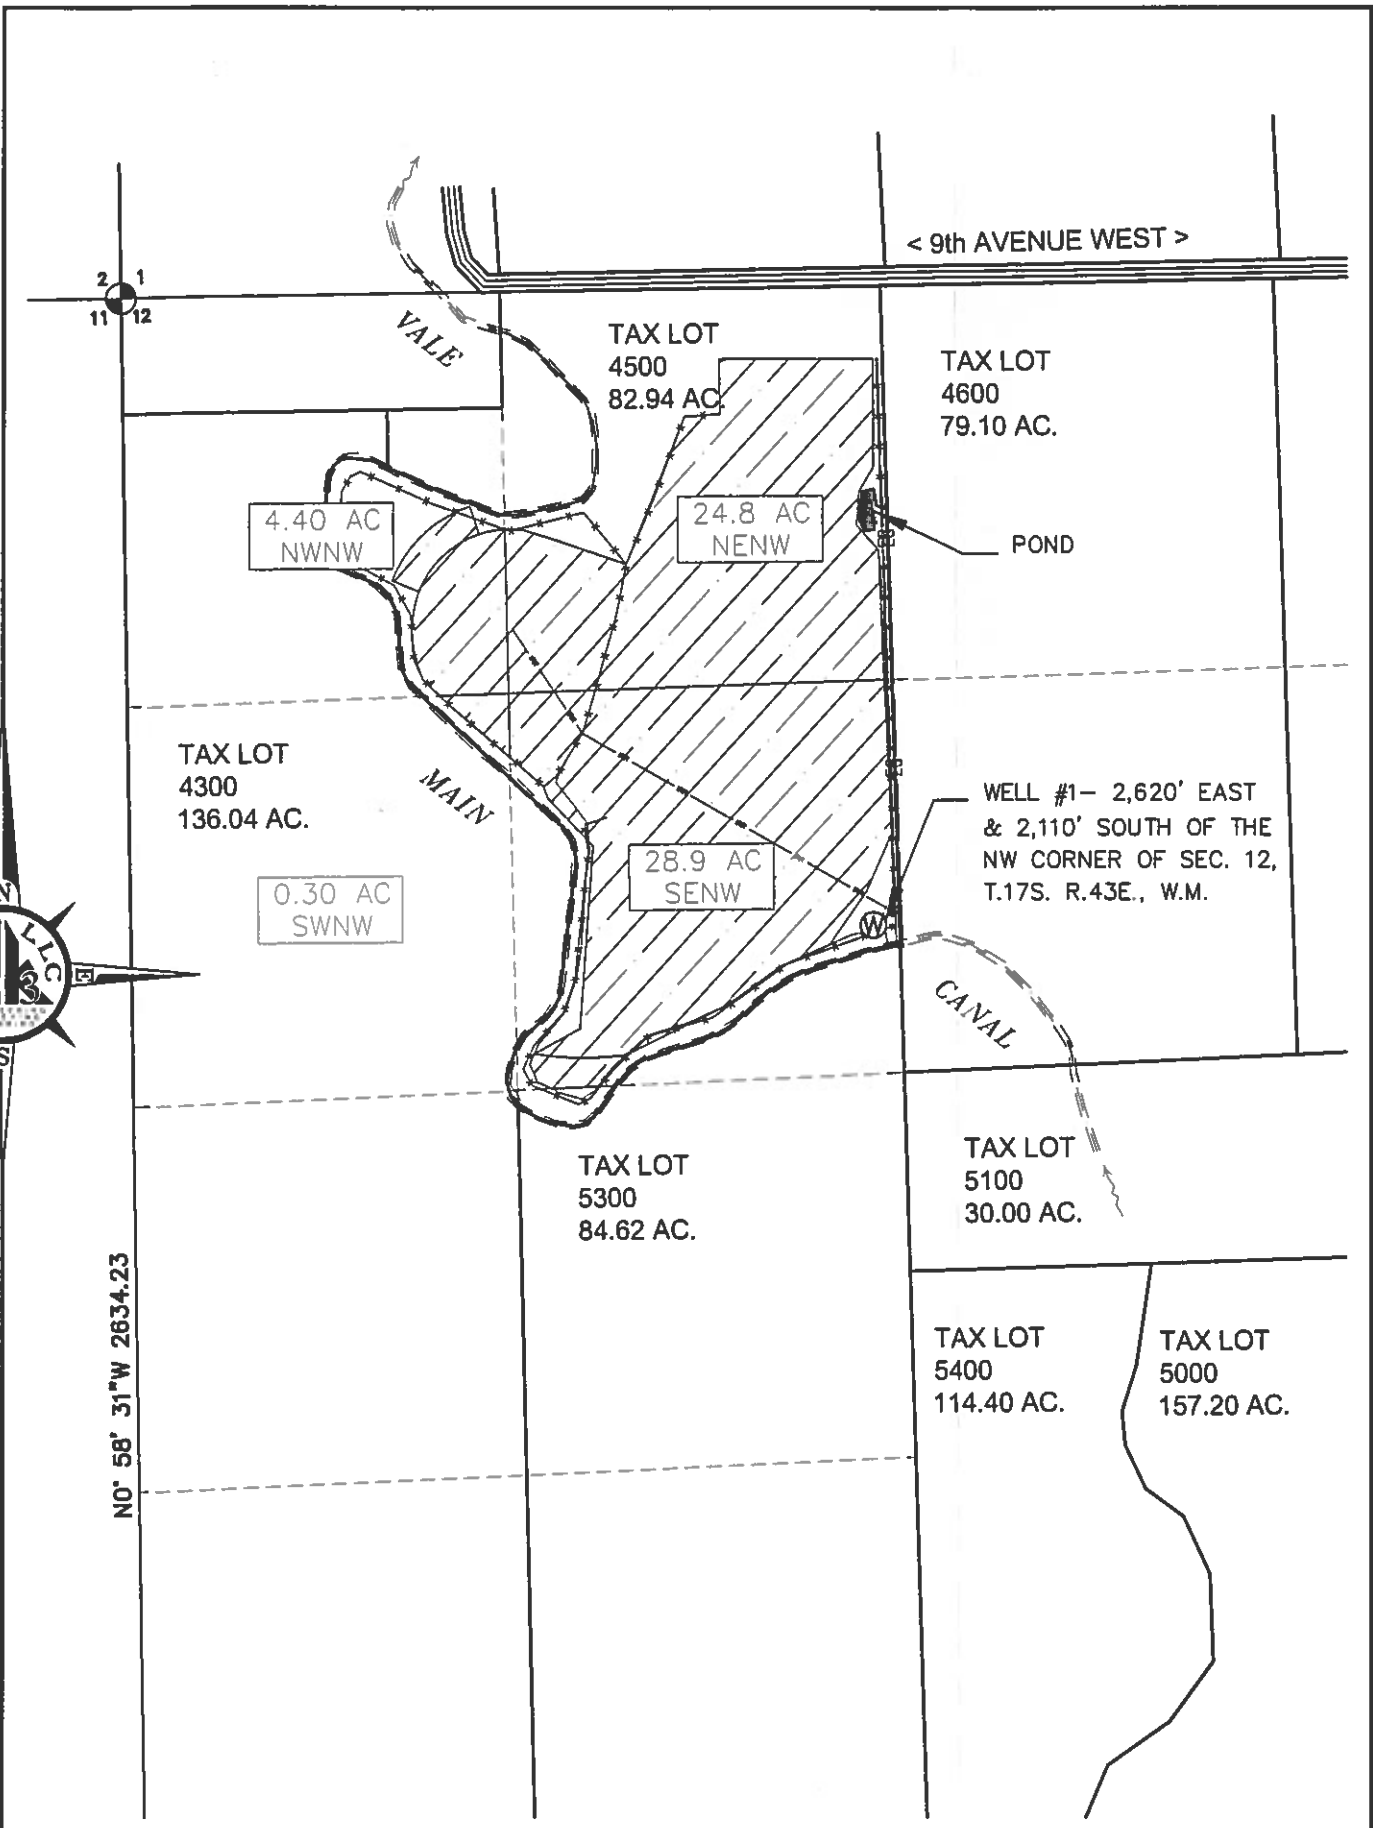 < 9th AVENUE WEST >
2 1
11 12
VALE
TAX LOT
4500
82.94 AC.
TAX LOT
4600
79.10 AC.
4.40 AC
NWNW
24.8 AC
NENW
POND
TAX LOT
4300
136.04 AC.
MAIN
WELL #1- 2,620' EAST
& 2,110' SOUTH OF THE
NW CORNER OF SEC. 12,
T.17S. R.43E., W.M.
28.9 AC
SENW
0.30 AC
SWNW
W
N
LLC
E
3
S
CANAL
TAX LOT
5300
84.62 AC.
TAX LOT
5100
30.00 AC.
N0° 58' 31"W 2634.23
TAX LOT
5400
114.40 AC.
TAX LOT
5000
157.20 AC.